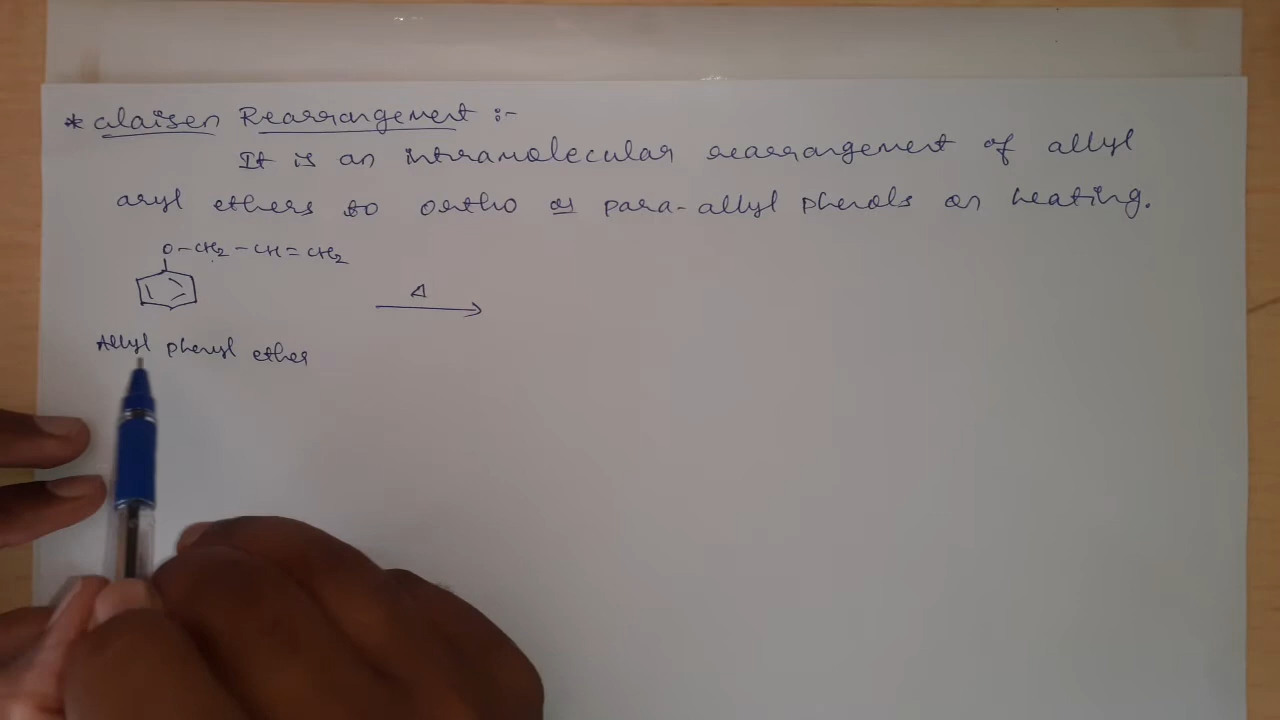 * Claisen Rearrangement :-
It is an intramolecular rearrangement of allyl
aryl ethers to ortho or para-allyl phenols on heating.
O-CH₂-CH=CH₂
Δ
Allyl phenyl ether